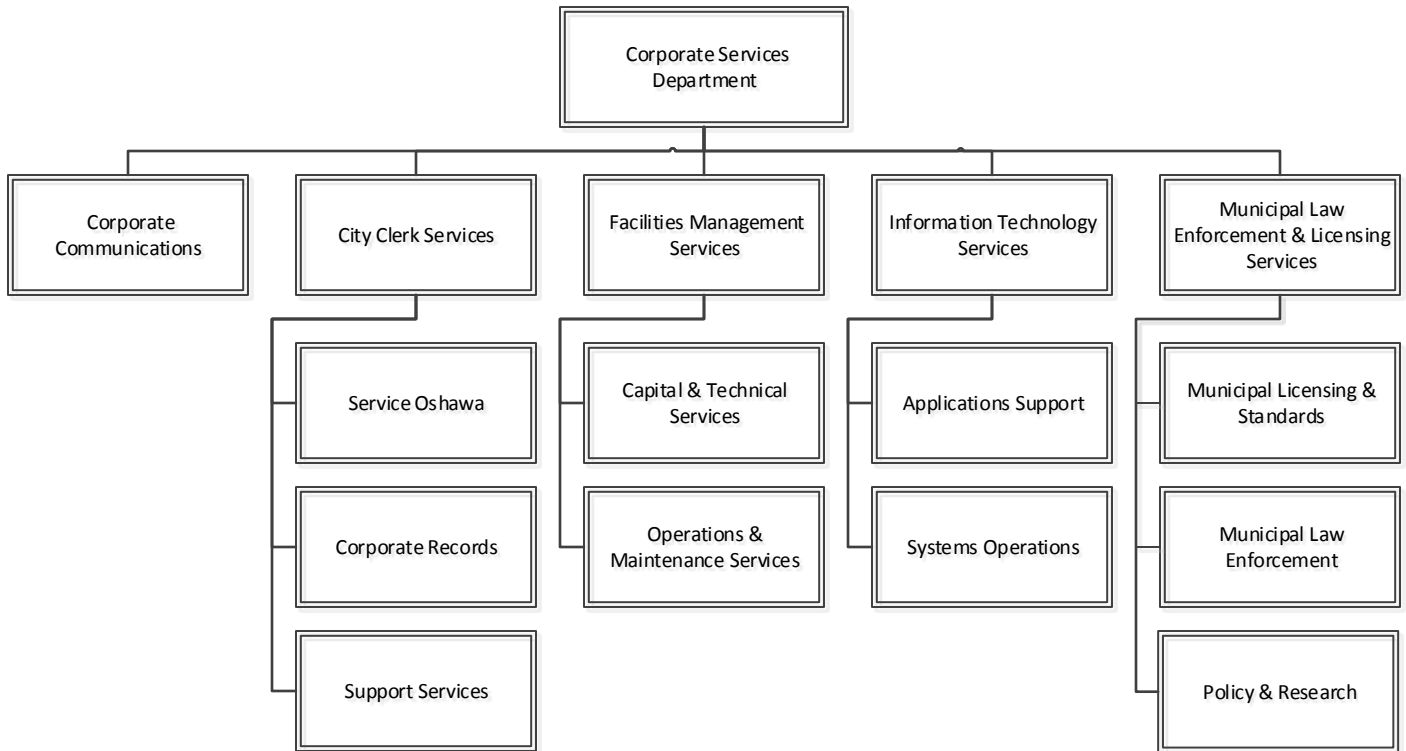 Corporate Services
Department
Corporate
Communications
City Clerk Services
Facilities Management
Services
Information Technology
Services
Municipal Law
Enforcement & Licensing
Services
Service Oshawa
Capital & Technical
Services
Applications Support
Municipal Licensing &
Standards
Corporate Records
Operations &
Maintenance Services
Systems Operations
Municipal Law
Enforcement
Support Services
Policy & Research